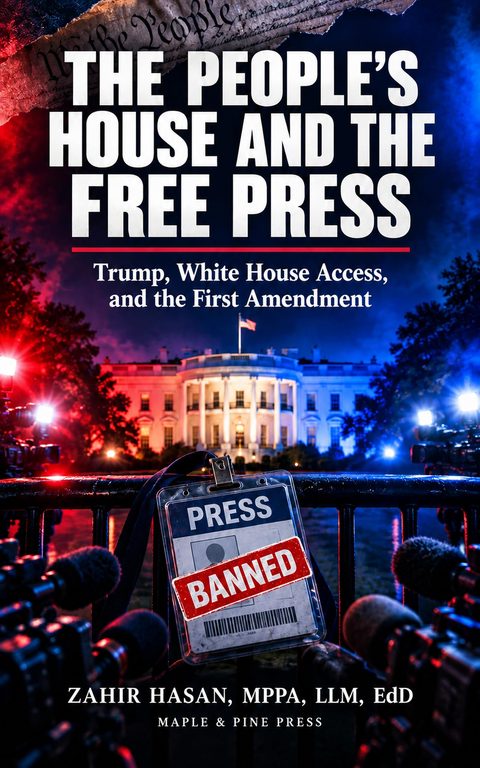 We the People
THE PEOPLE'S
HOUSE AND THE
FREE PRESS
Trump, White House Access,
and the First Amendment
PRESS
BANNED
ZAHIR HASAN, MPPA, LLM, EdD
MAPLE & PINE PRESS